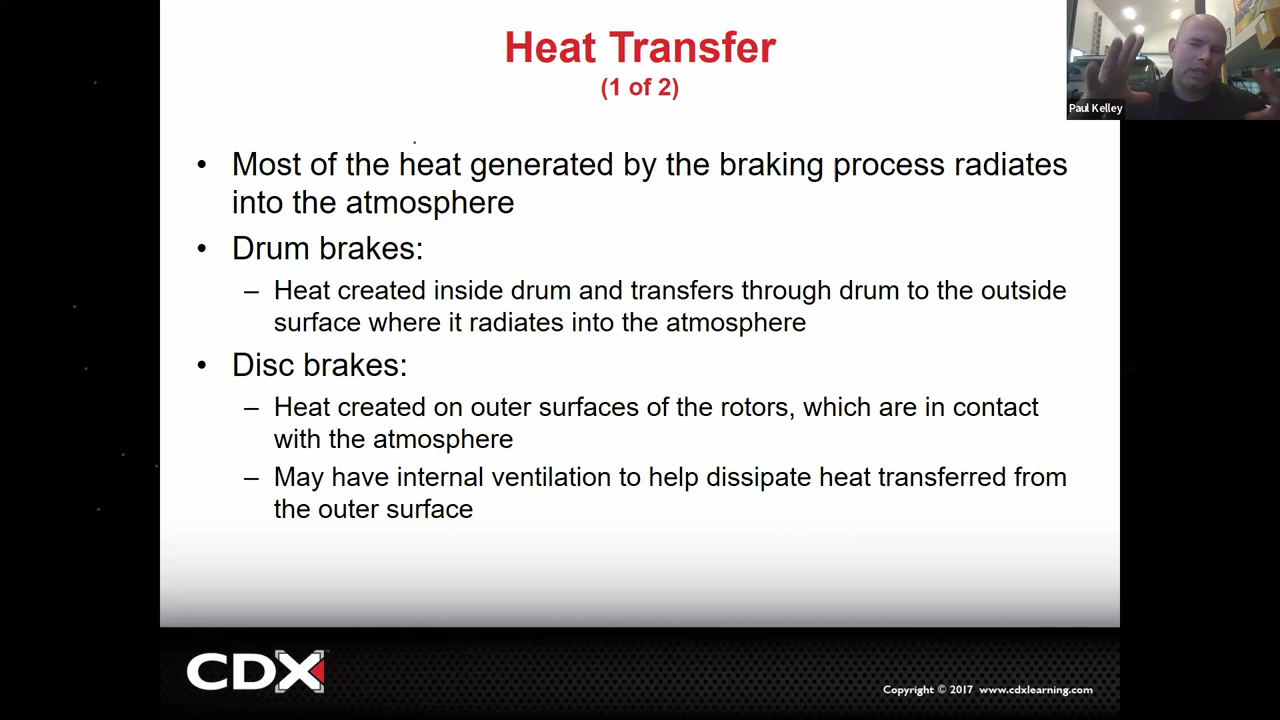 Heat Transfer
(1 of 2)
Paul Kelley
• Most of the heat generated by the braking process radiates
into the atmosphere
• Drum brakes:
– Heat created inside drum and transfers through drum to the outside
surface where it radiates into the atmosphere
• Disc brakes:
– Heat created on outer surfaces of the rotors, which are in contact
with the atmosphere
– May have internal ventilation to help dissipate heat transferred from
the outer surface
CDX
Copyright © 2017 www.cdxlearning.com